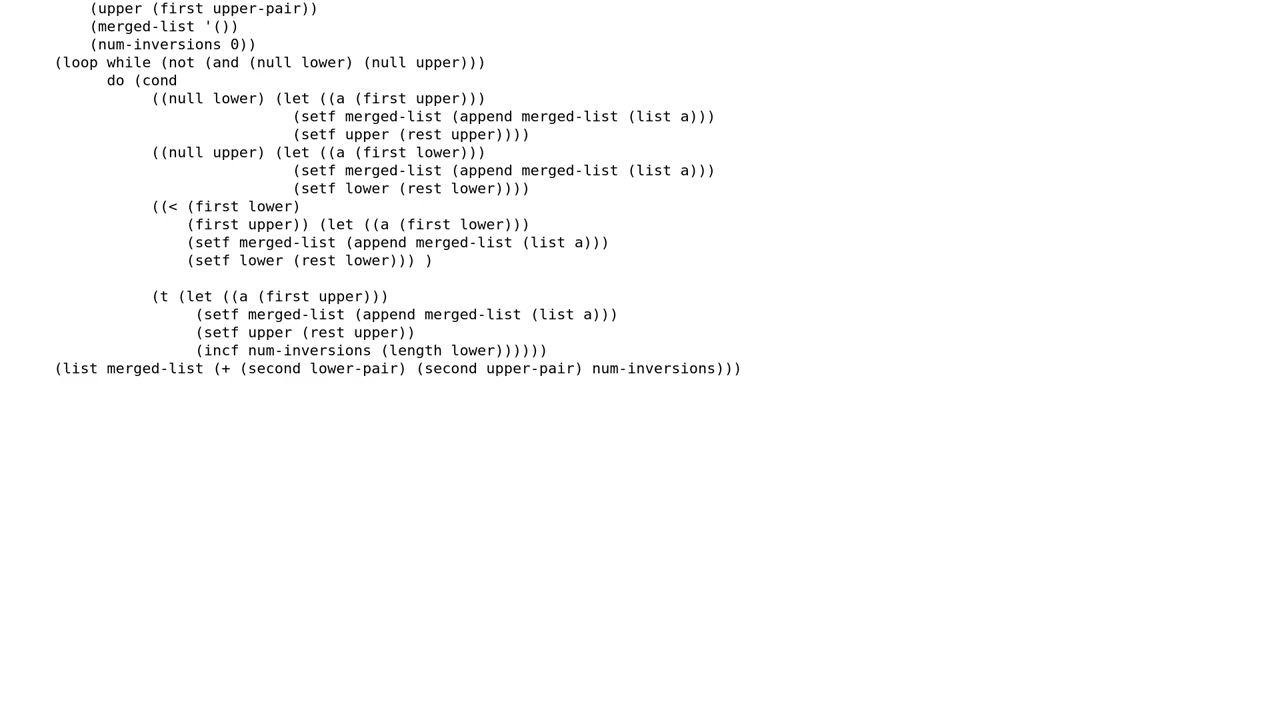 (upper (first upper-pair))
(merged-list '())
(num-inversions 0))
(loop while (not (and (null lower) (null upper)))
do (cond
((null lower) (let ((a (first upper)))
(setf merged-list (append merged-list (list a)))
(setf upper (rest upper))))
((null upper) (let ((a (first lower)))
(setf merged-list (append merged-list (list a)))
(setf lower (rest lower))))
((< (first lower)
(first upper)) (let ((a (first lower)))
(setf merged-list (append merged-list (list a)))
(setf lower (rest lower))) )
(t (let ((a (first upper)))
(setf merged-list (append merged-list (list a)))
(setf upper (rest upper))
(incf num-inversions (length lower))))))
(list merged-list (+ (second lower-pair) (second upper-pair) num-inversions)))